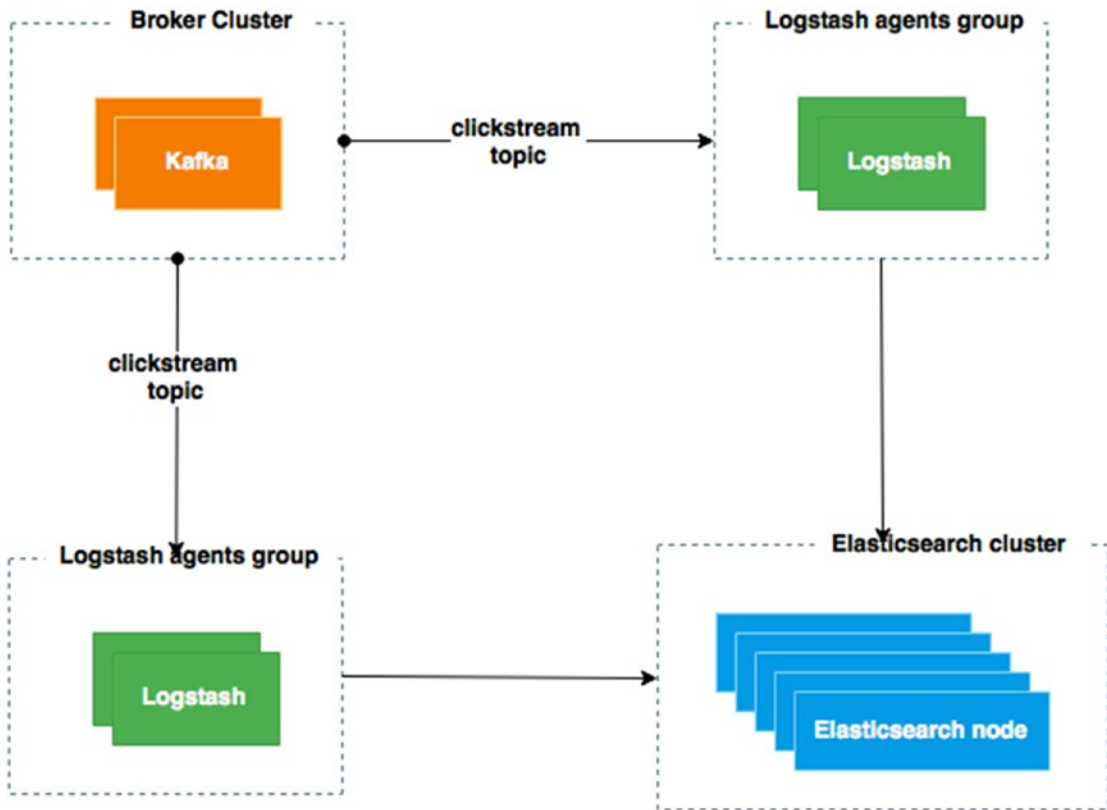 Broker Cluster
Logstash agents group
Kafka
clickstream
topic
Logstash
clickstream
topic
Logstash agents group
Elasticsearch cluster
Logstash
Elasticsearch node